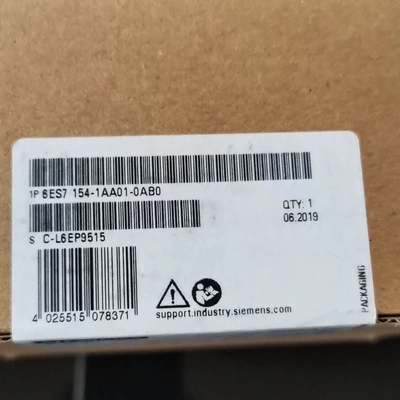 1P 6ES7 154-1AA01-0AB0
QTY: 1
06.2019
S C-L6EP9515
4 025515 078371
support.industry.siemens.com
PACKAGING